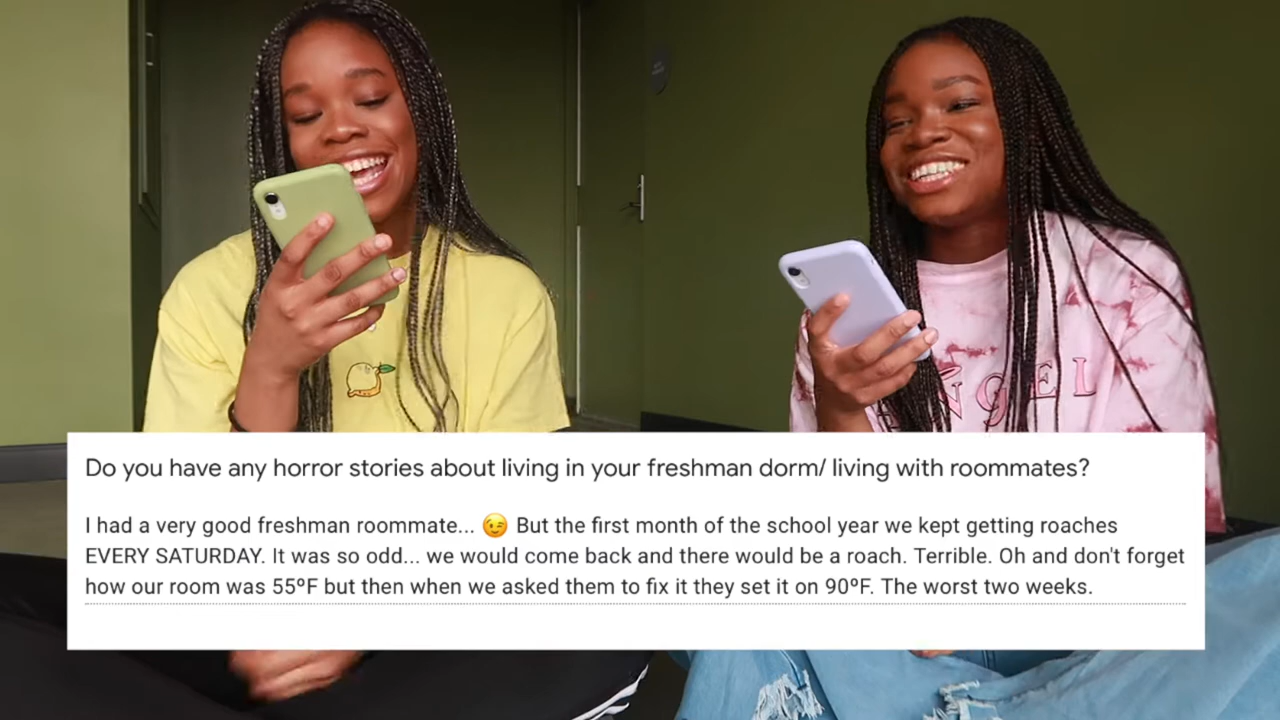 ANGEL
Do you have any horror stories about living in your freshman dorm/ living with roommates?
I had a very good freshman roommate... 😉 But the first month of the school year we kept getting roaches
EVERY SATURDAY. It was so odd... we would come back and there would be a roach. Terrible. Oh and don't forget
how our room was 55°F but then when we asked them to fix it they set it on 90°F. The worst two weeks.